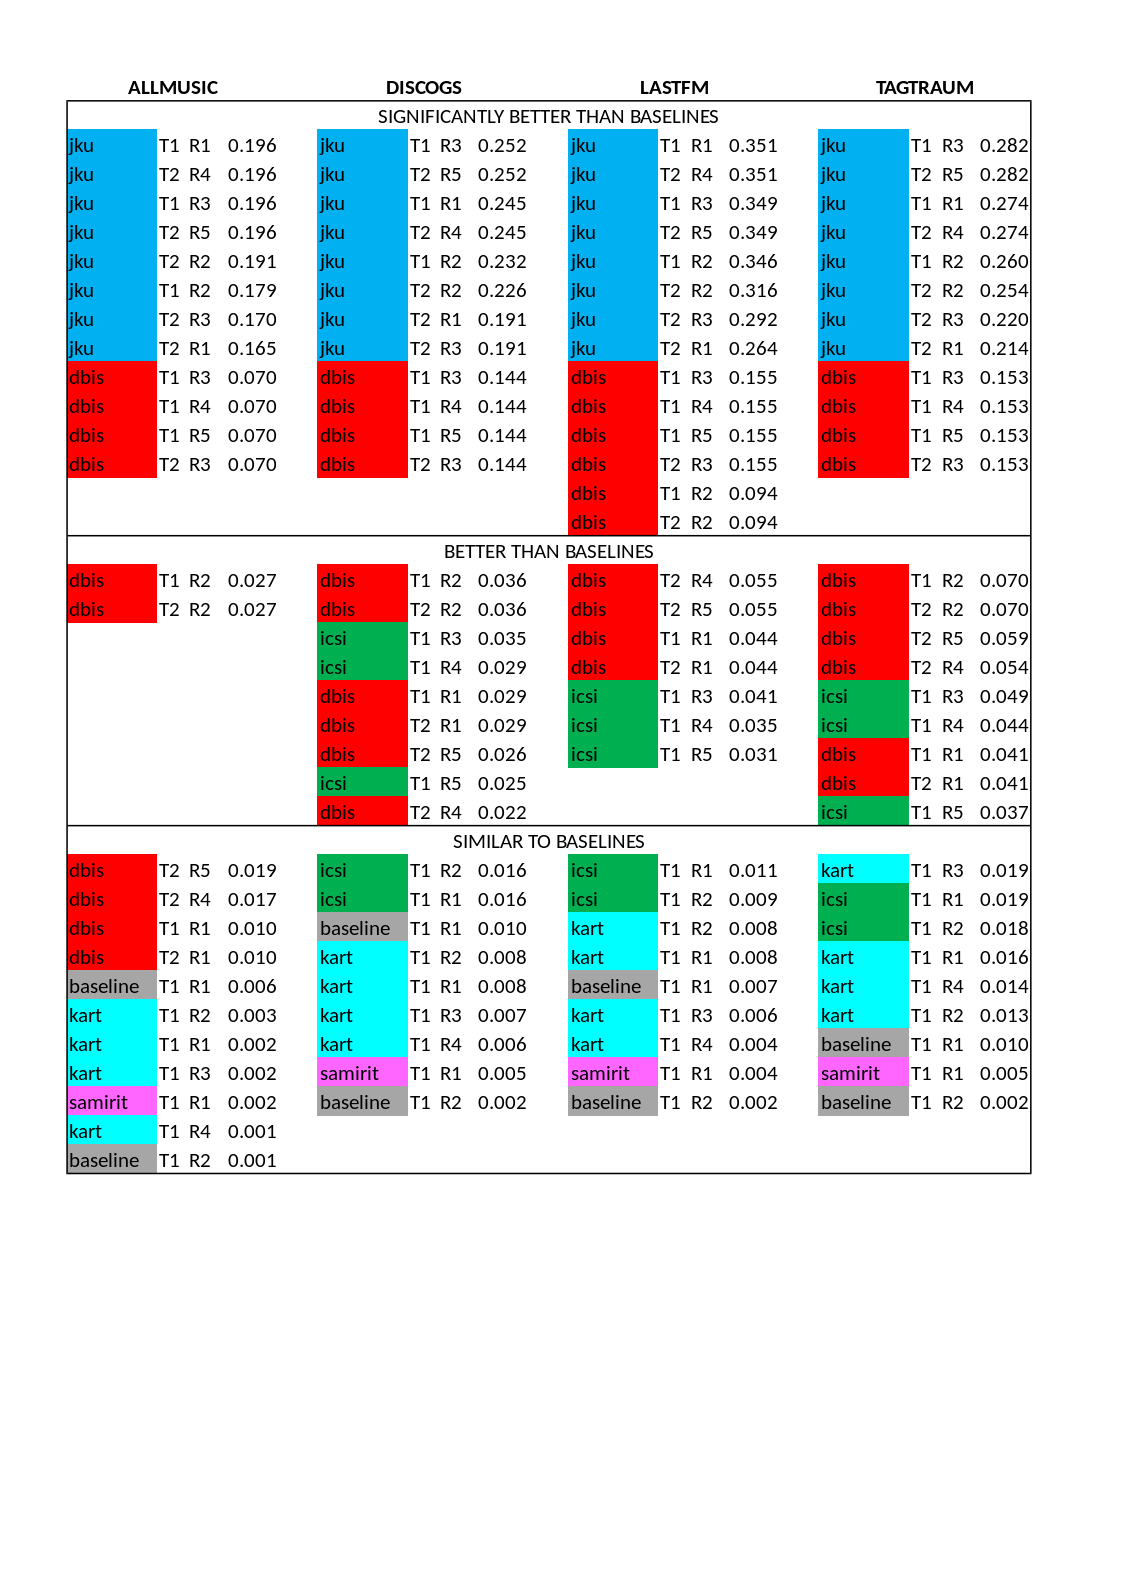 ALLMUSIC DISCOGS LASTFM TAGTRAUM
SIGNIFICANTLY BETTER THAN BASELINES
jku T1 R1 0.196 jku T1 R3 0.252 jku T1 R1 0.351 jku T1 R3 0.282
jku T2 R4 0.196 jku T2 R5 0.252 jku T2 R4 0.351 jku T2 R5 0.282
jku T1 R3 0.196 jku T1 R1 0.245 jku T1 R3 0.349 jku T1 R1 0.274
jku T2 R5 0.196 jku T2 R4 0.245 jku T2 R5 0.349 jku T2 R4 0.274
jku T2 R2 0.191 jku T1 R2 0.232 jku T1 R2 0.346 jku T1 R2 0.260
jku T1 R2 0.179 jku T2 R2 0.226 jku T2 R2 0.316 jku T2 R2 0.254
jku T2 R3 0.170 jku T2 R1 0.191 jku T2 R3 0.292 jku T2 R3 0.220
jku T2 R1 0.165 jku T2 R3 0.191 jku T2 R1 0.264 jku T2 R1 0.214
dbis T1 R3 0.070 dbis T1 R3 0.144 dbis T1 R3 0.155 dbis T1 R3 0.153
dbis T1 R4 0.070 dbis T1 R4 0.144 dbis T1 R4 0.155 dbis T1 R4 0.153
dbis T1 R5 0.070 dbis T1 R5 0.144 dbis T1 R5 0.155 dbis T1 R5 0.153
dbis T2 R3 0.070 dbis T2 R3 0.144 dbis T2 R3 0.155 dbis T2 R3 0.153
dbis T1 R2 0.094
dbis T2 R2 0.094
BETTER THAN BASELINES
dbis T1 R2 0.027 dbis T1 R2 0.036 dbis T2 R4 0.055 dbis T1 R2 0.070
dbis T2 R2 0.027 dbis T2 R2 0.036 dbis T2 R5 0.055 dbis T2 R2 0.070
icsi T1 R3 0.035 dbis T1 R1 0.044 dbis T2 R5 0.059
icsi T1 R4 0.029 dbis T2 R1 0.044 dbis T2 R4 0.054
dbis T1 R1 0.029 icsi T1 R3 0.041 icsi T1 R3 0.049
dbis T2 R1 0.029 icsi T1 R4 0.035 icsi T1 R4 0.044
dbis T2 R5 0.026 icsi T1 R5 0.031 dbis T1 R1 0.041
icsi T1 R5 0.025 dbis T2 R1 0.041
dbis T2 R4 0.022 icsi T1 R5 0.037
SIMILAR TO BASELINES
dbis T2 R5 0.019 icsi T1 R2 0.016 icsi T1 R1 0.011 kart T1 R3 0.019
dbis T2 R4 0.017 icsi T1 R1 0.016 icsi T1 R2 0.009 icsi T1 R1 0.019
dbis T1 R1 0.010 baseline T1 R1 0.010 kart T1 R2 0.008 icsi T1 R2 0.018
dbis T2 R1 0.010 kart T1 R2 0.008 kart T1 R1 0.008 kart T1 R1 0.016
baseline T1 R1 0.006 kart T1 R1 0.008 baseline T1 R1 0.007 kart T1 R4 0.014
kart T1 R2 0.003 kart T1 R3 0.007 kart T1 R3 0.006 kart T1 R2 0.013
kart T1 R1 0.002 kart T1 R4 0.006 kart T1 R4 0.004 baseline T1 R1 0.010
kart T1 R3 0.002 samirit T1 R1 0.005 samirit T1 R1 0.004 samirit T1 R1 0.005
samirit T1 R1 0.002 baseline T1 R2 0.002 baseline T1 R2 0.002 baseline T1 R2 0.002
kart T1 R4 0.001
baseline T1 R2 0.001